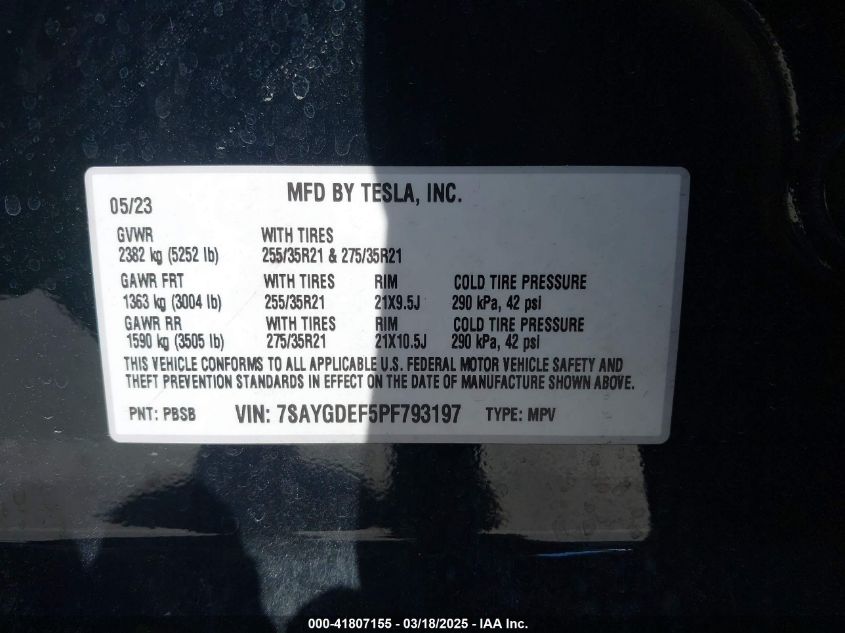 05/23 MFD BY TESLA, INC.
GVWR WITH TIRES
2382 kg (5252 lb) 255/35R21 & 275/35R21
GAWR FRT WITH TIRES RIM COLD TIRE PRESSURE
1363 kg (3004 lb) 255/35R21 21X9.5J 290 kPa, 42 psi
GAWR RR WITH TIRES RIM COLD TIRE PRESSURE
1590 kg (3505 lb) 275/35R21 21X10.5J 290 kPa, 42 psi
THIS VEHICLE CONFORMS TO ALL APPLICABLE U.S. FEDERAL MOTOR VEHICLE SAFETY AND
THEFT PREVENTION STANDARDS IN EFFECT ON THE DATE OF MANUFACTURE SHOWN ABOVE.
PNT: PBSB VIN: 7SAYGDEF5PF793197 TYPE: MPV
000-41807155 - 03/18/2025 - IAA Inc.